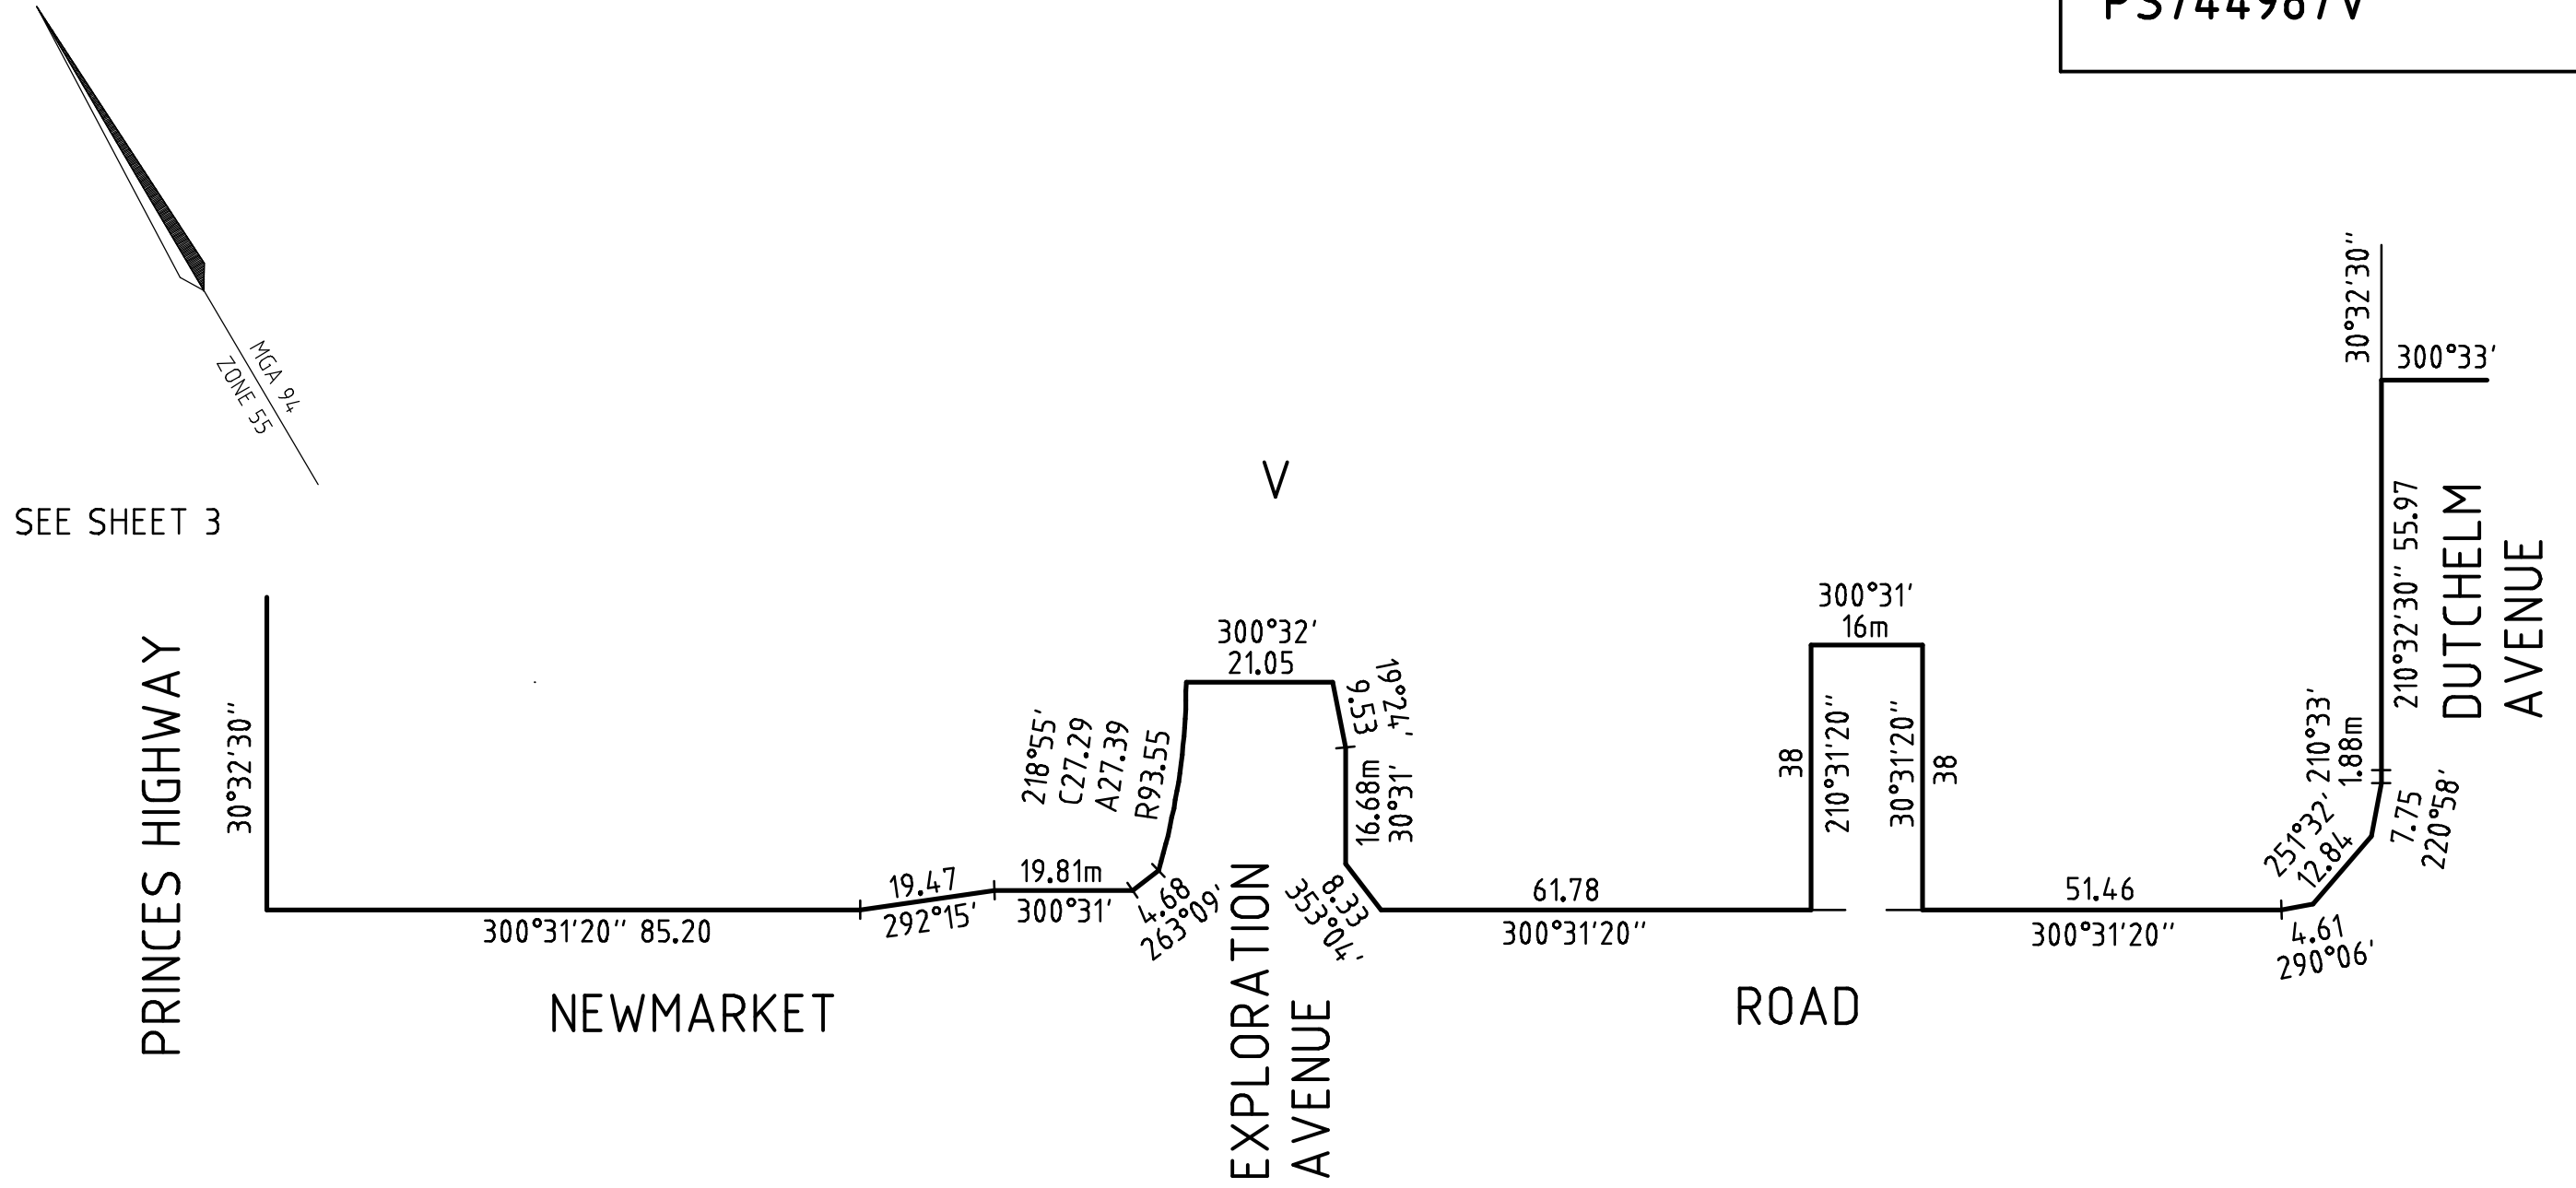 PS744987V
MGA 94
ZONE 55
SEE SHEET 3
PRINCES HIGHWAY
30°32'30"
300°31'20" 85.20
19.47
292°15'
19.81m
300°31'
4.68
263°09'
218°55'
C27.29
A27.39
R93.55
V
300°32'
21.05
19°24'
9.53
16.68m
30°31'
8.33
353°04'
EXPLORATION
AVENUE
61.78
300°31'20"
300°31'
16m
38
210°31'20"
30°31'20"
38
51.46
300°31'20"
4.61
290°06'
251°32'
12.84
7.75
220°58'
210°33'
1.88m
210°32'30" 55.97
30°32'30"
300°33'
DUTCHELM
AVENUE
NEWMARKET
ROAD